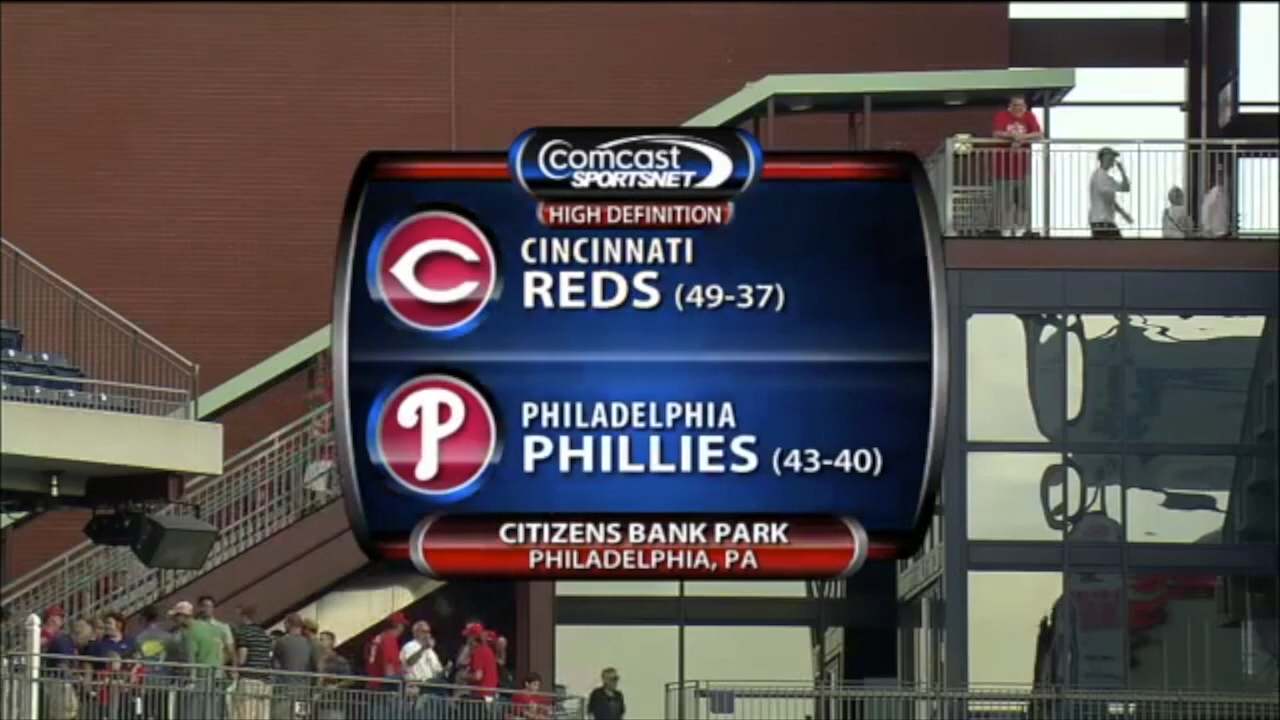 comcast
SPORTSNET
HIGH DEFINITION
CINCINNATI
REDS (49-37)
PHILADELPHIA
PHILLIES (43-40)
CITIZENS BANK PARK
PHILADELPHIA, PA